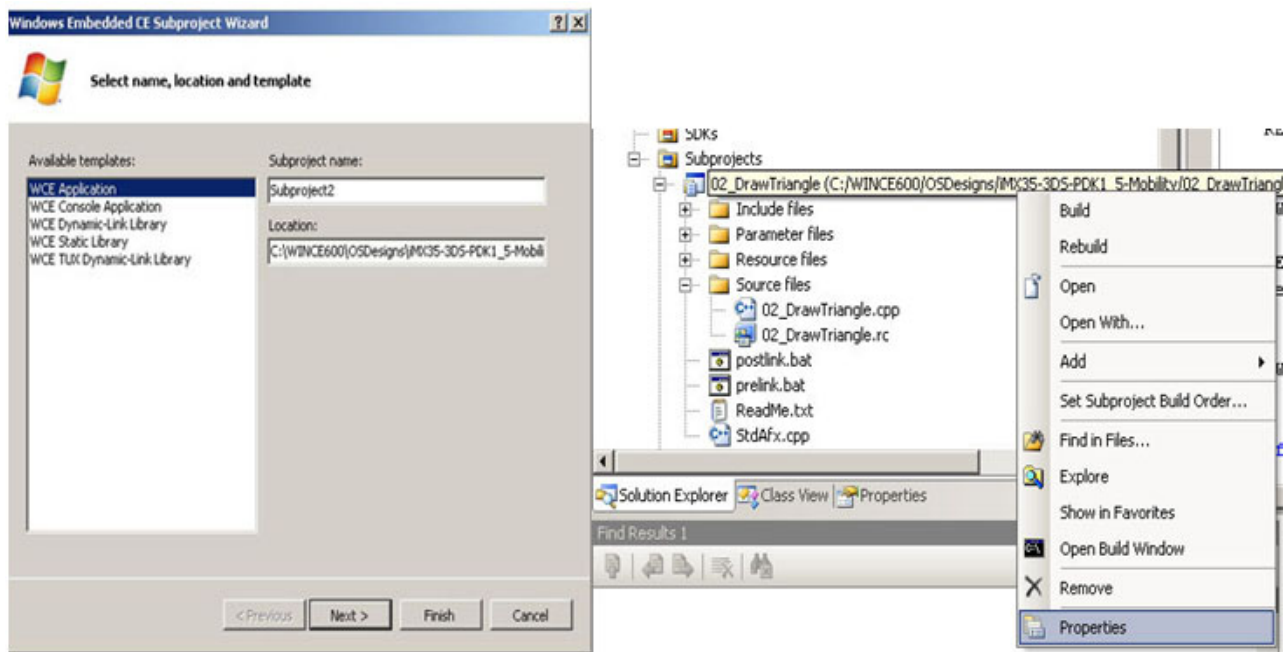 Windows Embedded CE Subproject Wizard
Select name, location and template
Available templates:
WCE Application
WCE Console Application
WCE Dynamic-Link Library
WCE Static Library
WCE TUX Dynamic-Link Library
Subproject name:
Subproject2
Location:
C:\WINCE600\OSDesigns\iMX35-3DS-PDK1_5-Mobili
< Previous
Next >
Finish
Cancel
SDKs
Subprojects
02_DrawTriangle (C:/WINCE600/OSDesigns/iMX35-3DS-PDK1_5-Mobility/02_DrawTriangl
Include files
Parameter files
Resource files
Source files
02_DrawTriangle.cpp
02_DrawTriangle.rc
postlink.bat
prelink.bat
ReadMe.txt
StdAfx.cpp
Solution Explorer
Class View
Properties
Find Results 1
Build
Rebuild
Open
Open With...
Add
Set Subproject Build Order...
Find in Files...
Explore
Show in Favorites
Open Build Window
Remove
Properties